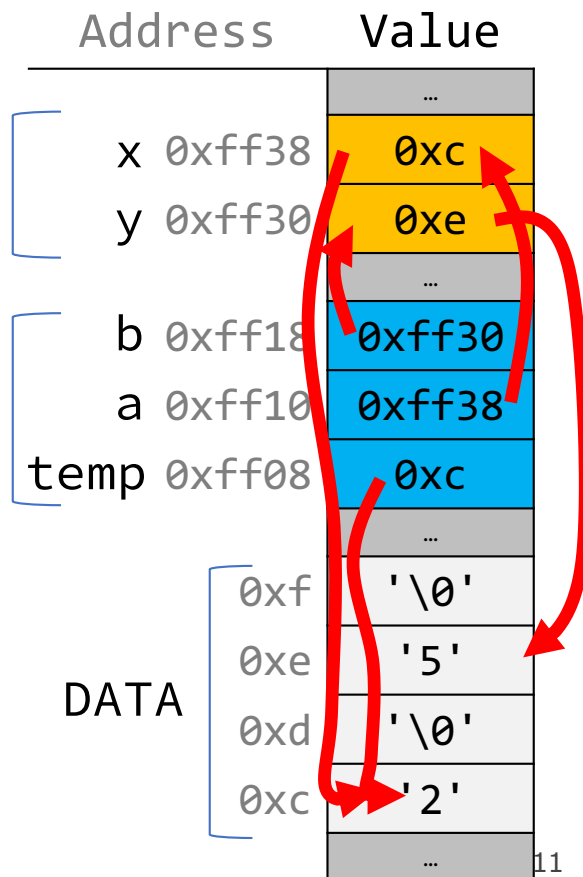 Address Value
…
x 0xff38 0xc
y 0xff30 0xe
…
b 0xff18 0xff30
a 0xff10 0xff38
temp 0xff08 0xc
…
0xf '\0'
0xe '5'
DATA
0xd '\0'
0xc '2'
…
11